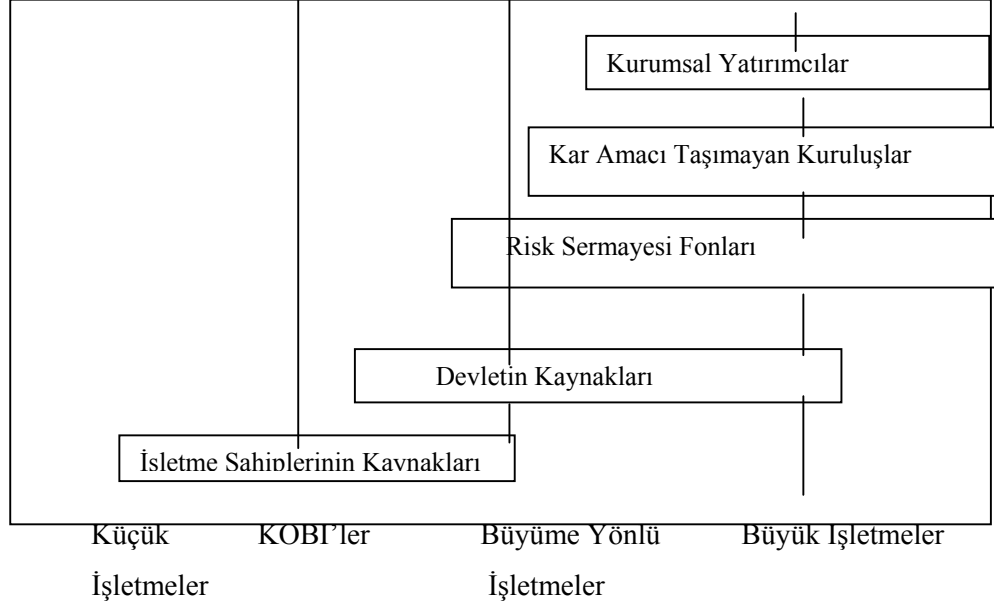 Kurumsal Yatırımcılar
Kar Amacı Taşımayan Kuruluşlar
Risk Sermayesi Fonları
Devletin Kaynakları
İşletme Sahiplerinin Kaynakları
Küçük KOBİ'ler Büyüme Yönlü Büyük İşletmeler
İşletmeler İşletmeler